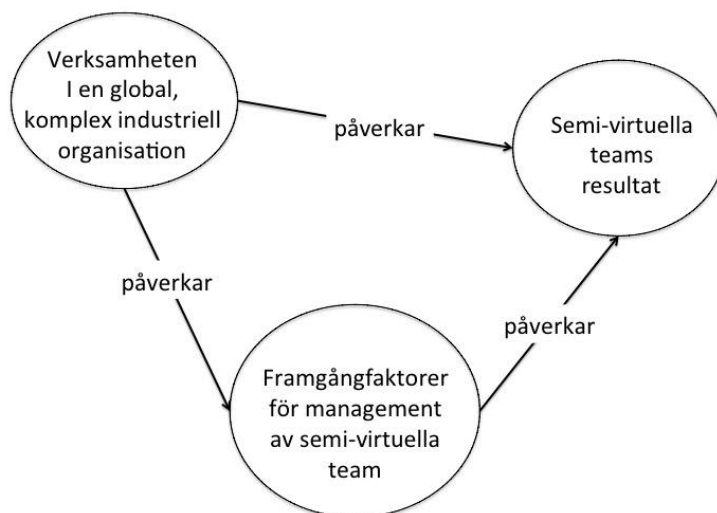 Verksamheten
I en global,
komplex industriell
organisation
påverkar
Semi-virtuella
teams
resultat
påverkar
påverkar
Framgångfaktorer
för management
av semi-virtuella
team